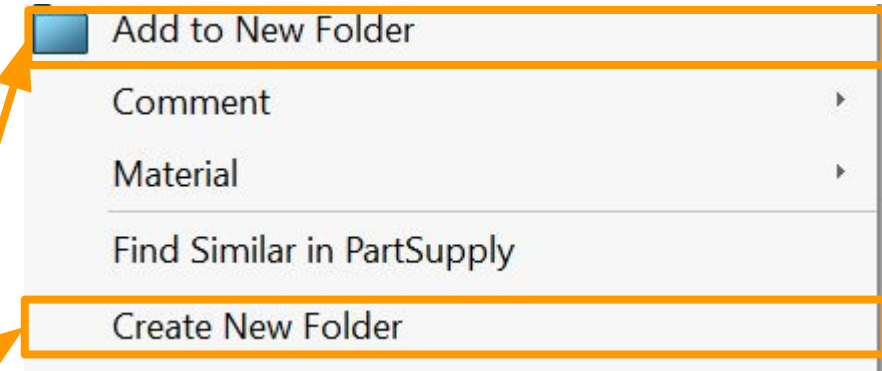 Add to New Folder
Comment
Material
Find Similar in PartSupply
Create New Folder